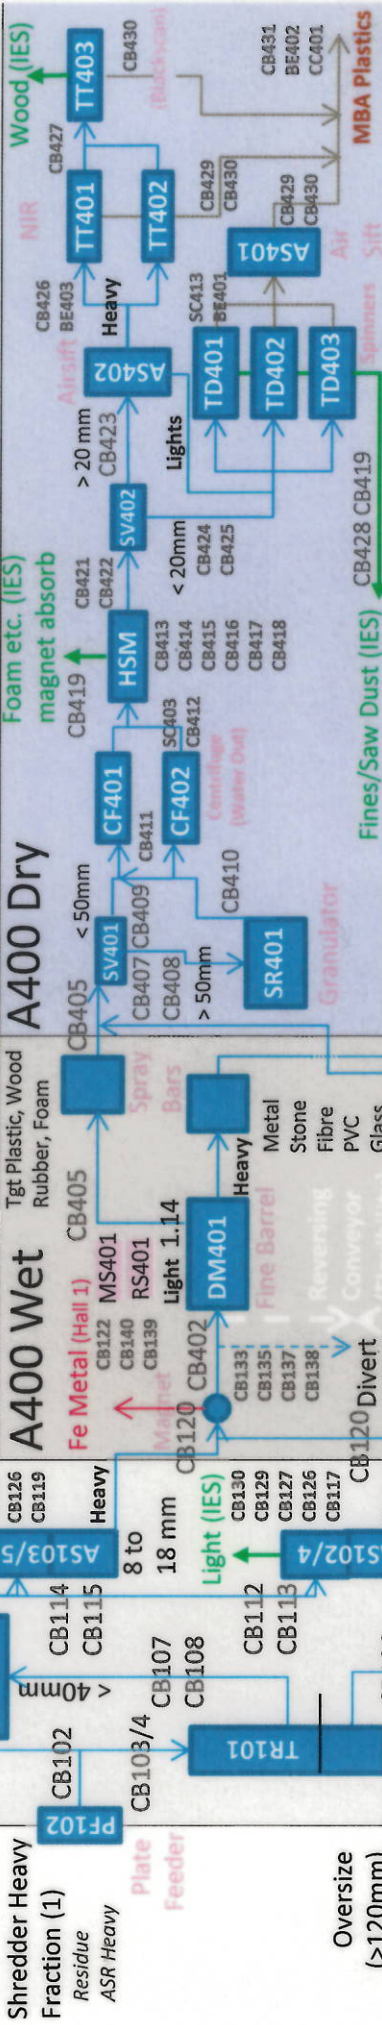 Shredder Heavy
Fraction (1)
Residue
ASR Heavy
PF102
Plate
Feeder
CB102
CB103/4
< 40mm
CB107
CB108
TR101
Oversize
(>120mm)
CB114
CB115
CB112
CB113
CB126
CB119
AS103/5
Heavy
8 to
18 mm
Light (IES)
CB130
CB129
CB127
CB126
CB117
AS102/4
A400 Wet
Tgt Plastic, Wood
Rubber, Foam
Fe Metal (Hall 1)
CB122
CB140
CB139
MS401
RS401
Magnet
CB120
CB402
Light 1.14
CB405
DM401
Fine Barrel
CB133
CB135
CB137
CB138
CB120 Divert
Reversing
Conveyor
Heavy
Metal
Stone
Fibre
PVC
Glass
Spray
Bars
A400 Dry
CB405
< 50mm
SV401
CB407
CB408
CB409
> 50mm
CB410
SR401
Granulator
CB411
CF401
CF402
Centrifuge
(Water Out)
SC403
CB412
Foam etc. (IES)
magnet absorb
CB419
HSM
CB413
CB414
CB415
CB416
CB417
CB418
CB421
CB422
SV402
> 20 mm
CB423
< 20mm
CB424
CB425
Airsift
AS402
Lights
Heavy
CB426
BE403
NIR
TT401
TT402
CB427
Wood (IES)
TT403
CB430
(Blackscan)
CB429
CB430
SC413
BE401
TD401
TD402
TD403
Spinners
AS401
Air
Sift
CB429
CB430
CB431
BE402
CC401
MBA Plastics
CB428 CB419
Fines/Saw Dust (IES)